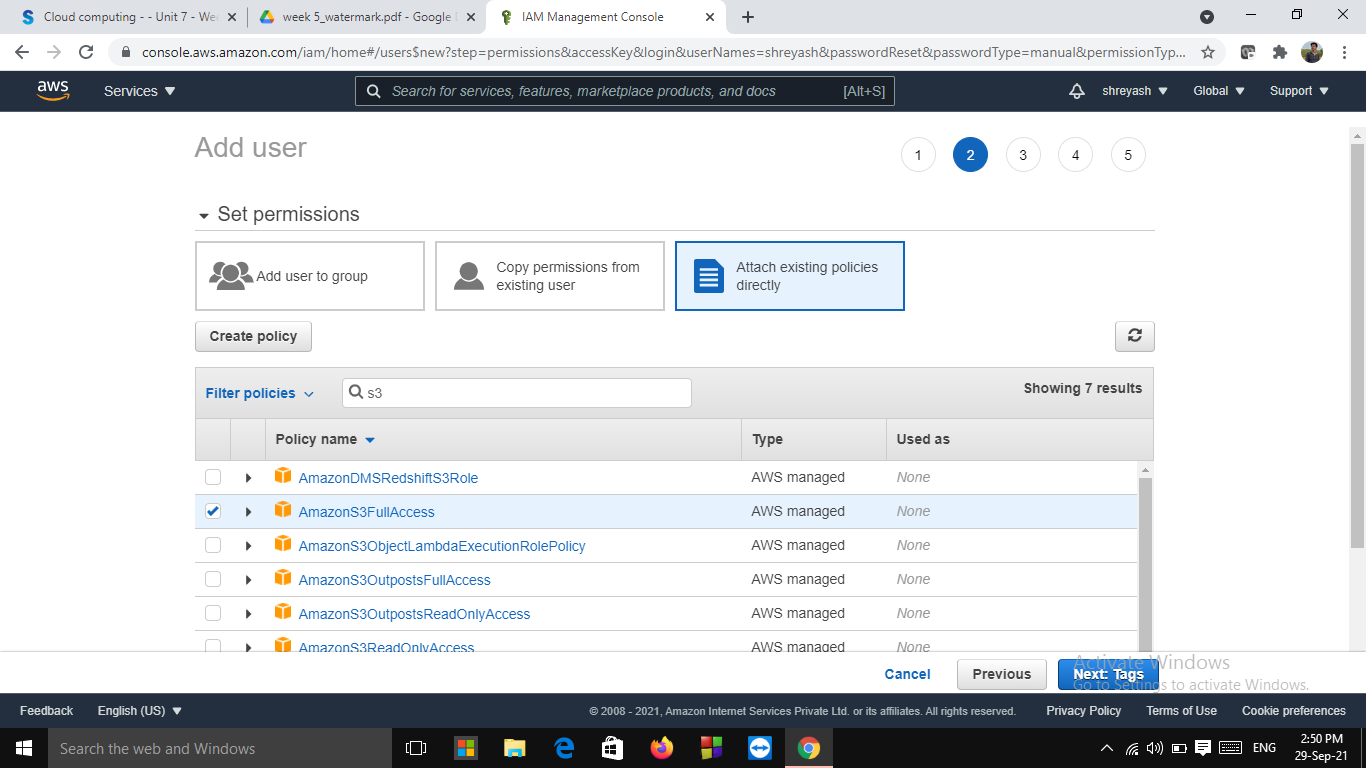 Cloud computing - - Unit 7 - We
week 5_watermark.pdf - Google D
IAM Management Console
console.aws.amazon.com/iam/home#/users$new?step=permissions&accessKey&login&userNames=shreyash&passwordReset&passwordType=manual&permissionTyp...
aws
Services
Search for services, features, marketplace products, and docs
[Alt+S]
shreyash
Global
Support
Add user
1
2
3
4
5
Set permissions
Add user to group
Copy permissions from
existing user
Attach existing policies
directly
Create policy
Filter policies
s3
Showing 7 results
Policy name
Type
Used as
AmazonDMSRedshiftS3Role
AWS managed
None
AmazonS3FullAccess
AWS managed
None
AmazonS3ObjectLambdaExecutionRolePolicy
AWS managed
None
AmazonS3OutpostsFullAccess
AWS managed
None
AmazonS3OutpostsReadOnlyAccess
AWS managed
None
AmazonS3ReadOnlyAccess
AWS managed
None
Cancel
Previous
Next: Tags
Activate Windows
Go to Settings to activate Windows.
Feedback
English (US)
© 2008 - 2021, Amazon Internet Services Private Ltd. or its affiliates. All rights reserved.
Privacy Policy
Terms of Use
Cookie preferences
Search the web and Windows
ENG
2:50 PM
29-Sep-21